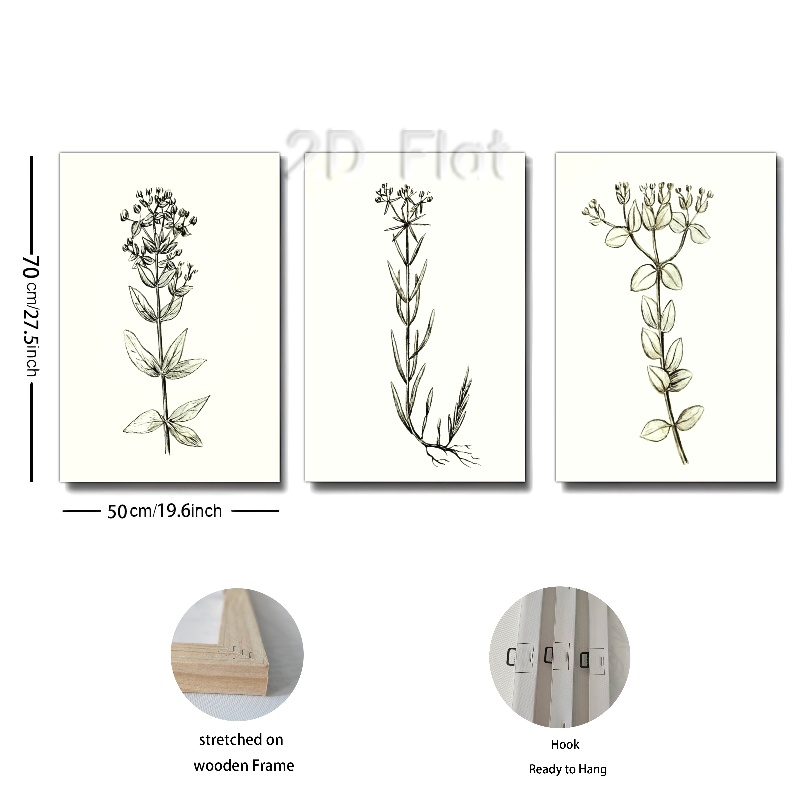 2D Flat
70 cm/27.5inch
50cm/19.6inch
stretched on
wooden Frame
Hook
Ready to Hang